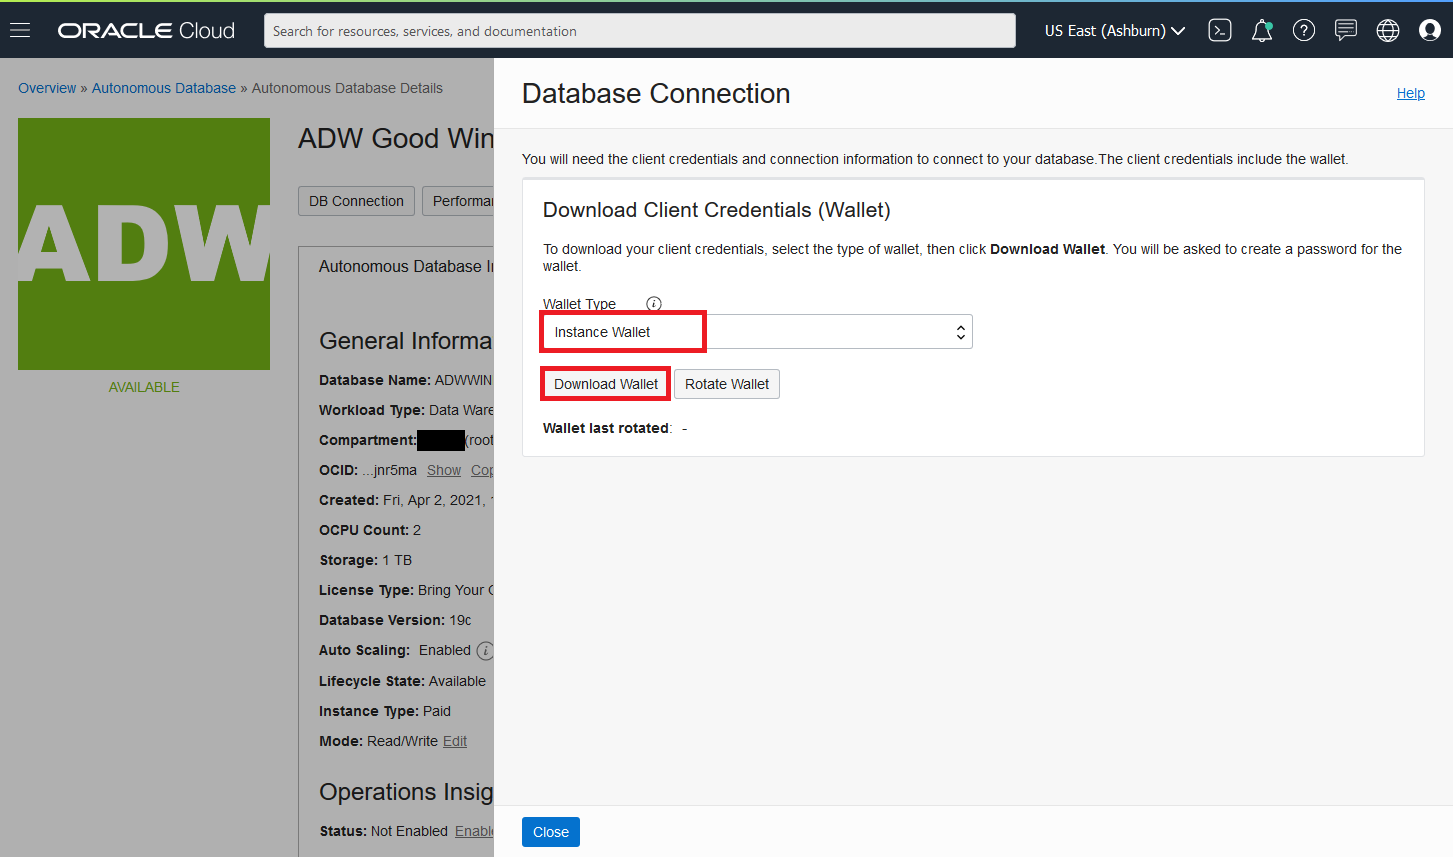 ORACLE Cloud
Search for resources, services, and documentation
US East (Ashburn)
Overview » Autonomous Database » Autonomous Database Details
ADW
AVAILABLE
ADW Good Win
DB Connection
Performa
Autonomous Database I
General Informa
Database Name: ADWWIN
Workload Type: Data Ware
Compartment: (root
OCID: ...jnr5ma Show Cop
Created: Fri, Apr 2, 2021,
OCPU Count: 2
Storage: 1 TB
License Type: Bring Your
Database Version: 19c
Auto Scaling: Enabled i
Lifecycle State: Available
Instance Type: Paid
Mode: Read/Write Edit
Operations Insig
Status: Not Enabled Enable
Database Connection
Help
You will need the client credentials and connection information to connect to your database.The client credentials include the wallet.
Download Client Credentials (Wallet)
To download your client credentials, select the type of wallet, then click Download Wallet. You will be asked to create a password for the
wallet.
Wallet Type i
Instance Wallet
Download Wallet
Rotate Wallet
Wallet last rotated: -
Close